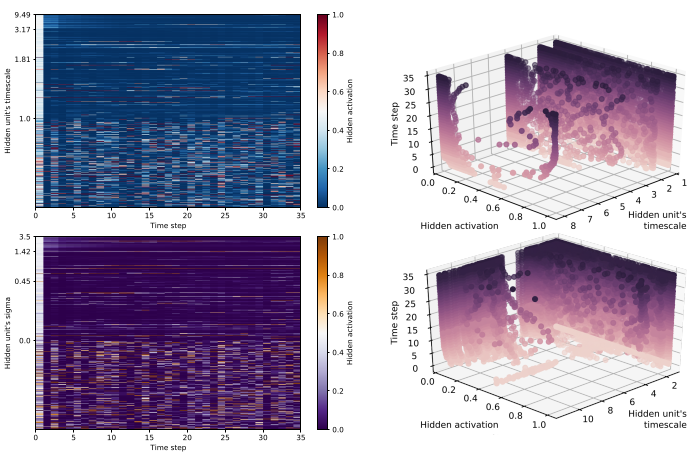 9.49
3.17
1.81
1.0
Hidden unit's timescale
0 5 10 15 20 25 30 35
Time step
1.0
0.8
0.6
0.4
0.2
0.0
Hidden activation
35
30
25
20
15
10
5
0
Time step
0.0 0.2 0.4 0.6 0.8 1.0
Hidden activation
8 7 6 5 4 3 2 1
Hidden unit's
timescale
3.5
1.42
0.45
0.0
Hidden unit's sigma
0 5 10 15 20 25 30 35
Time step
1.0
0.8
0.6
0.4
0.2
0.0
Hidden activation
35
30
25
20
15
10
5
0
Time step
0.0 0.2 0.4 0.6 0.8 1.0
Hidden activation
10 8 6 4 2
Hidden unit's
timescale